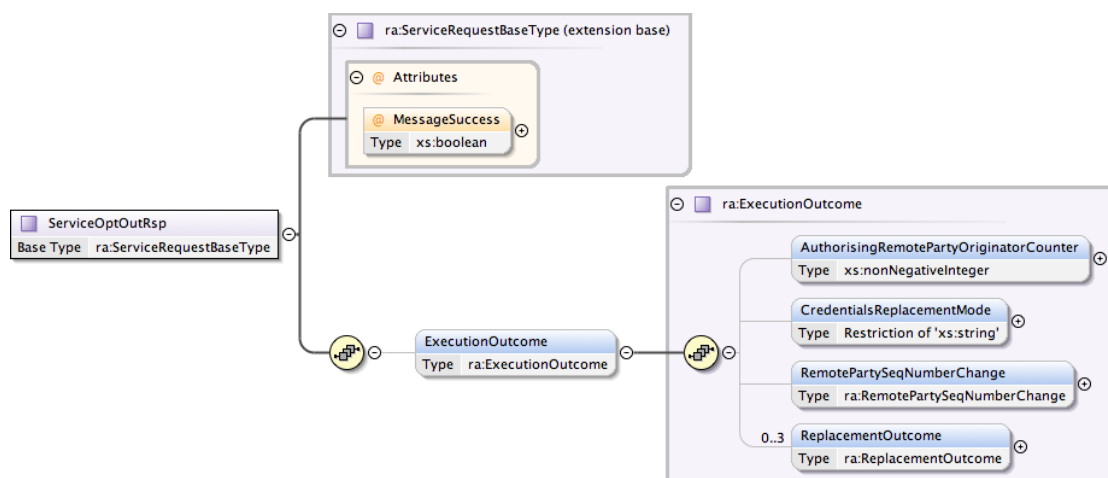 ra:ServiceRequestBaseType (extension base)
@ Attributes
@ MessageSuccess
Type xs:boolean
ServiceOptOutRsp
Base Type ra:ServiceRequestBaseType
ra:ExecutionOutcome
AuthorisingRemotePartyOriginatorCounter
Type xs:nonNegativeInteger
CredentialsReplacementMode
Type Restriction of 'xs:string'
ExecutionOutcome
Type ra:ExecutionOutcome
RemotePartySeqNumberChange
Type ra:RemotePartySeqNumberChange
0..3
ReplacementOutcome
Type ra:ReplacementOutcome